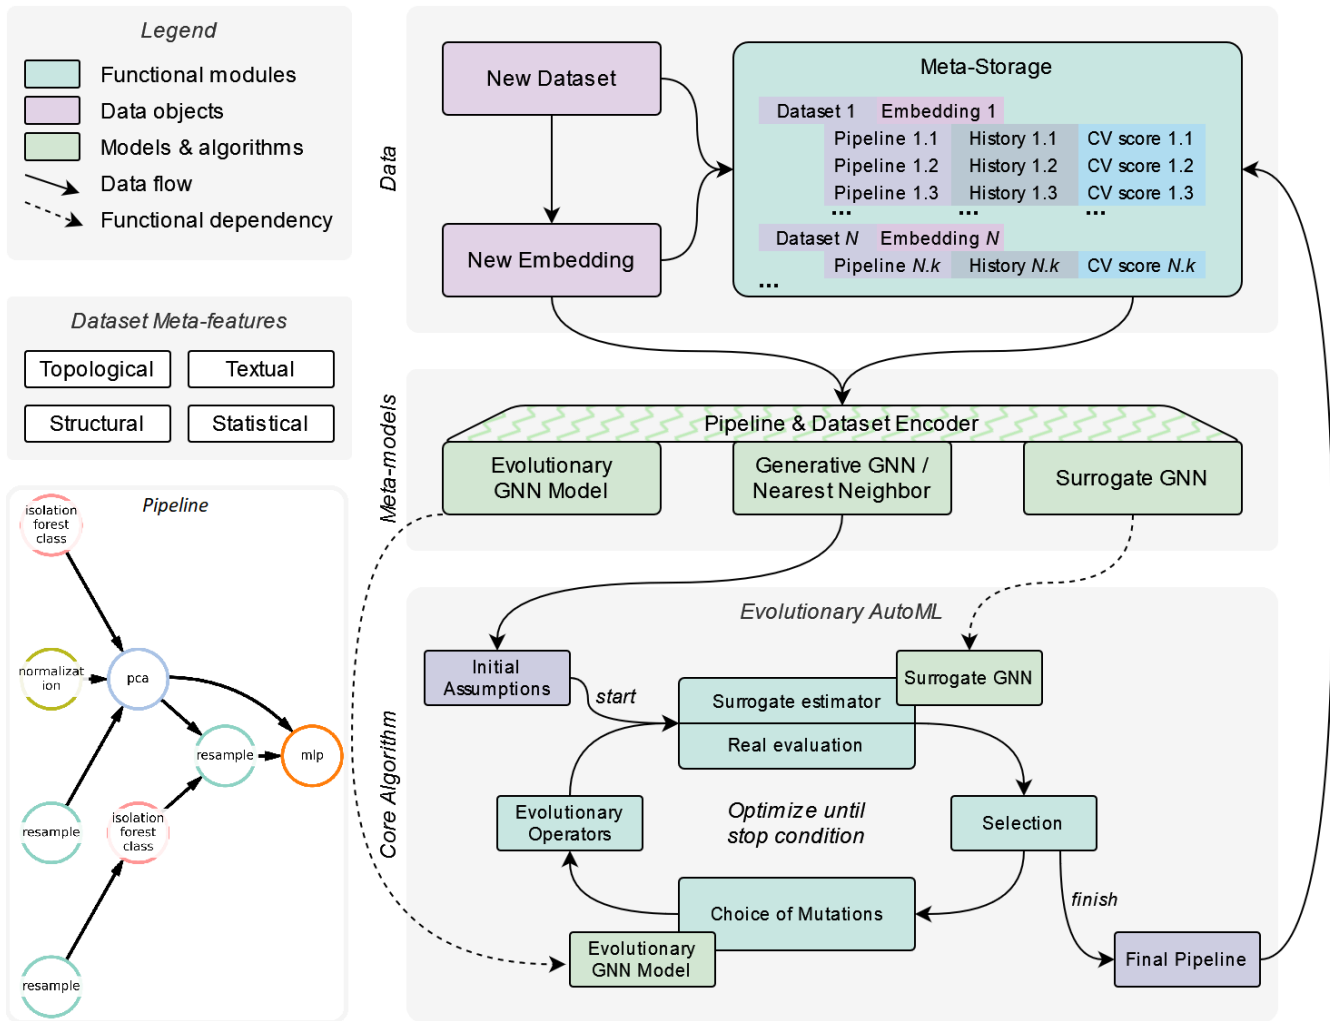 Legend
Functional modules
Data objects
Models & algorithms
Data flow
Functional dependency
Dataset Meta-features
Topological
Textual
Structural
Statistical
Pipeline
isolation
forest
class
normalizat
ion
pca
resample
mlp
resample
isolation
forest
class
resample
Data
New Dataset
New Embedding
Meta-Storage
Dataset 1
Embedding 1
Pipeline 1.1
History 1.1
CV score 1.1
Pipeline 1.2
History 1.2
CV score 1.2
Pipeline 1.3
History 1.3
CV score 1.3
... ... ...
Dataset N
Embedding N
Pipeline N.k
History N.k
CV score N.k
...
Meta-models
Pipeline & Dataset Encoder
Evolutionary
GNN Model
Generative GNN /
Nearest Neighbor
Surrogate GNN
Core Algorithm
Evolutionary AutoML
Initial
Assumptions
start
Surrogate GNN
Surrogate estimator
Real evaluation
Evolutionary
Operators
Optimize until
stop condition
Selection
Choice of Mutations
finish
Evolutionary
GNN Model
Final Pipeline